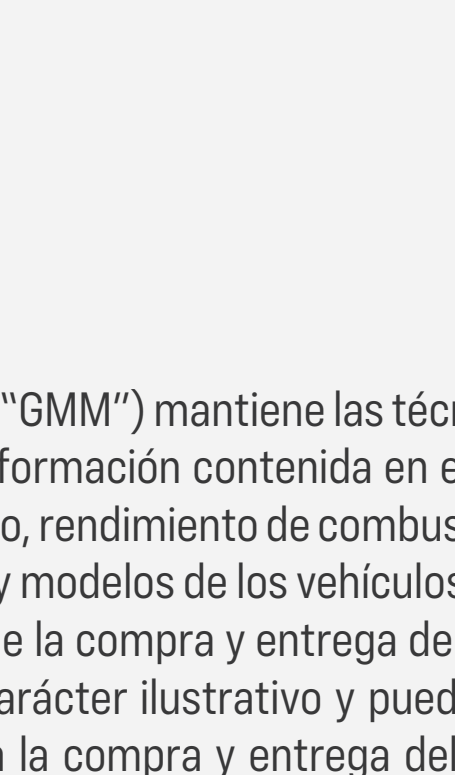 “GMM”) mantiene las técn
formación contenida en e
o, rendimiento de combus
y modelos de los vehículos
e la compra y entrega de
arácter ilustrativo y pued
la compra y entrega del